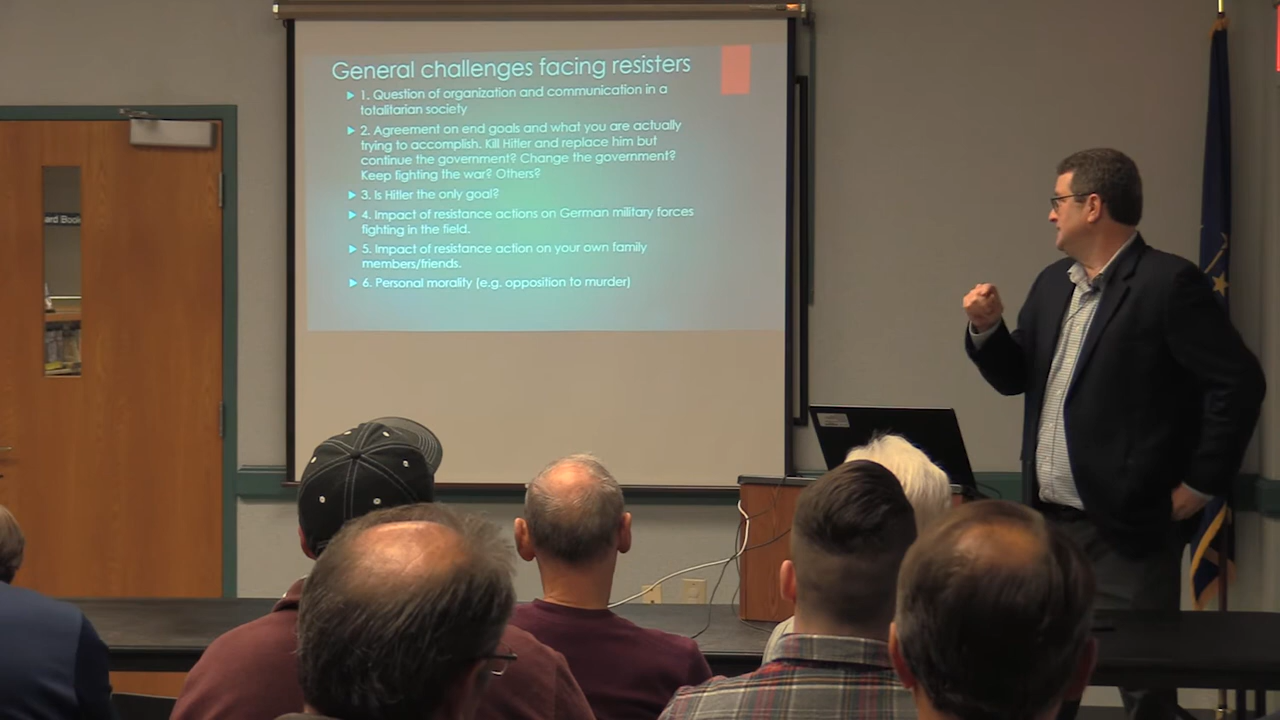 General challenges facing resisters
1. Question of organization and communication in a
totalitarian society
2. Agreement on end goals and what you are actually
trying to accomplish. Kill Hitler and replace him but
continue the government? Change the government?
Keep fighting the war? Others?
3. Is Hitler the only goal?
4. Impact of resistance actions on German military forces
fighting in the field.
5. Impact of resistance action on your own family
members/friends.
6. Personal morality (e.g. opposition to murder)
ard Book